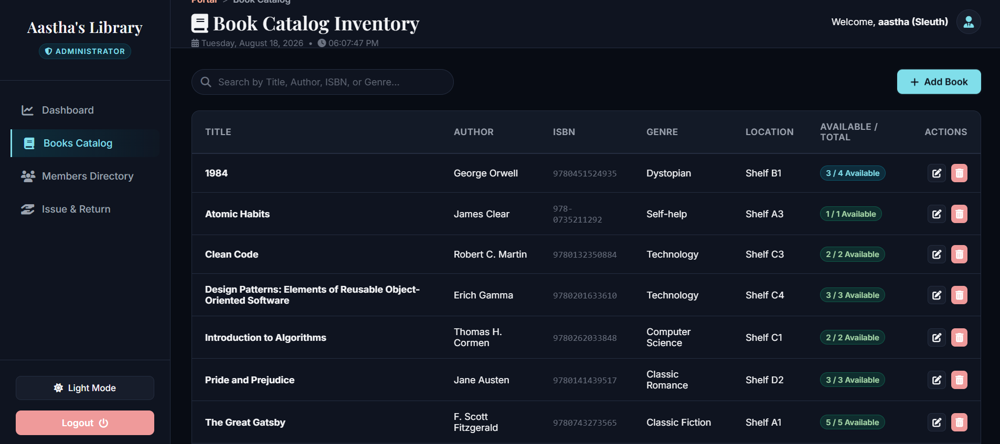 Aastha's Library
ADMINISTRATOR
Dashboard
Books Catalog
Members Directory
Issue & Return
Light Mode
Logout
Portal > Book Catalog
Book Catalog Inventory
Tuesday, August 18, 2026 • 06:07:47 PM
Welcome, aastha (Sleuth)
Search by Title, Author, ISBN, or Genre...
+ Add Book
TITLE AUTHOR ISBN GENRE LOCATION AVAILABLE / TOTAL ACTIONS
1984 George Orwell 9780451524935 Dystopian Shelf B1 3 / 4 Available
Atomic Habits James Clear 978-0735211292 Self-help Shelf A3 1 / 1 Available
Clean Code Robert C. Martin 9780132350884 Technology Shelf C3 2 / 2 Available
Design Patterns: Elements of Reusable Object-Oriented Software Erich Gamma 9780201633610 Technology Shelf C4 3 / 3 Available
Introduction to Algorithms Thomas H. Cormen 9780262033848 Computer Science Shelf C1 2 / 2 Available
Pride and Prejudice Jane Austen 9780141439517 Classic Romance Shelf D2 3 / 3 Available
The Great Gatsby F. Scott Fitzgerald 9780743273565 Classic Fiction Shelf A1 5 / 5 Available